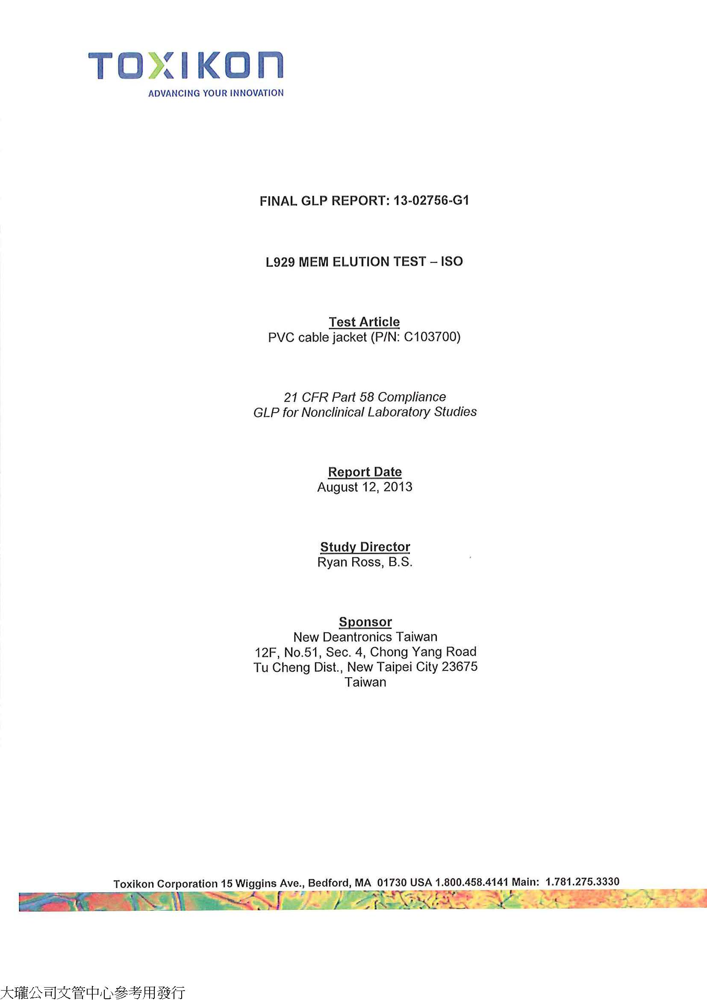 TOXIKON
ADVANCING YOUR INNOVATION
FINAL GLP REPORT: 13-02756-G1
L929 MEM ELUTION TEST – ISO
Test Article
PVC cable jacket (P/N: C103700)
21 CFR Part 58 Compliance
GLP for Nonclinical Laboratory Studies
Report Date
August 12, 2013
Study Director
Ryan Ross, B.S.
Sponsor
New Deantronics Taiwan
12F, No.51, Sec. 4, Chong Yang Road
Tu Cheng Dist., New Taipei City 23675
Taiwan
Toxikon Corporation 15 Wiggins Ave., Bedford, MA 01730 USA 1.800.458.4141 Main: 1.781.275.3330
大瓏公司文管中心參考用發行